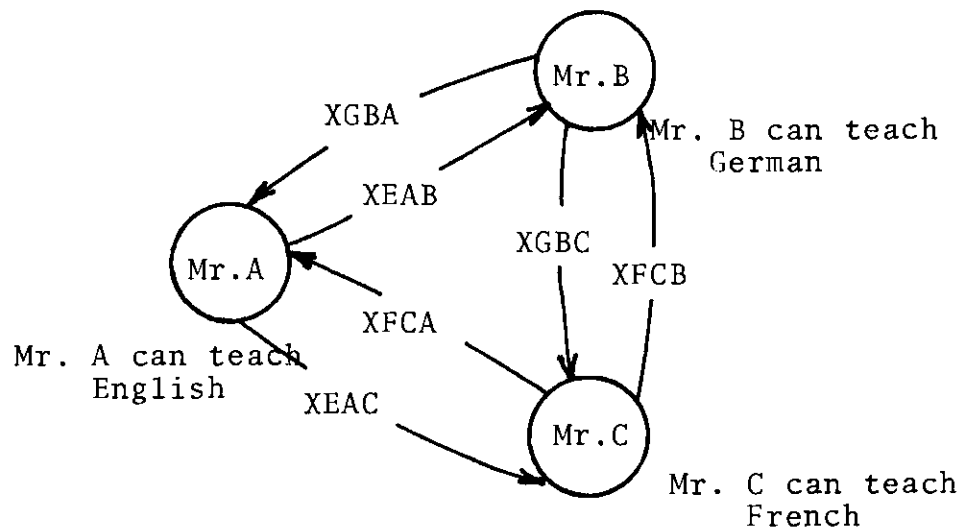 Mr.B
XGBA
Mr. B can teach
German
XEAB
XGBC
Mr.A
XFCB
XFCA
Mr. A can teach
English
XEAC
Mr.C
Mr. C can teach
French